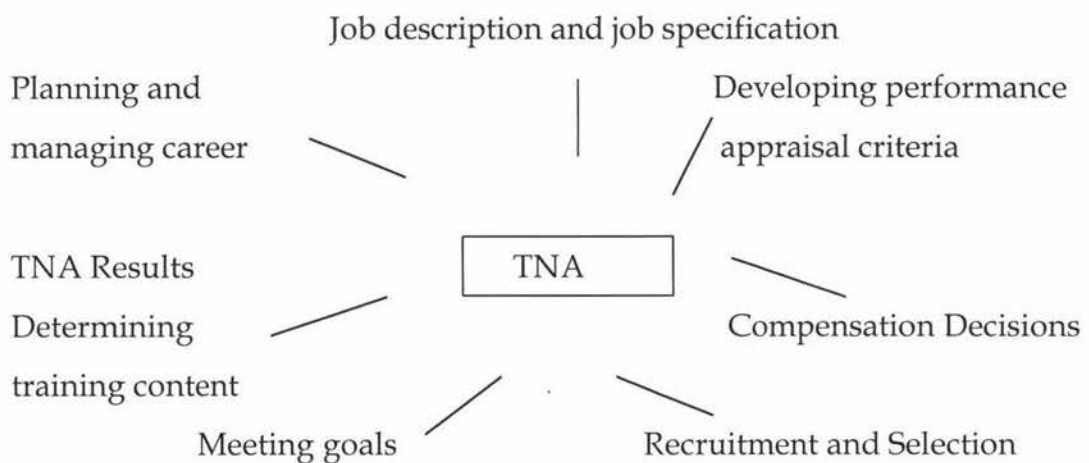 Job description and job specification
Planning and
managing career
Developing performance
appraisal criteria
TNA Results
TNA
Determining
training content
Compensation Decisions
Meeting goals
Recruitment and Selection